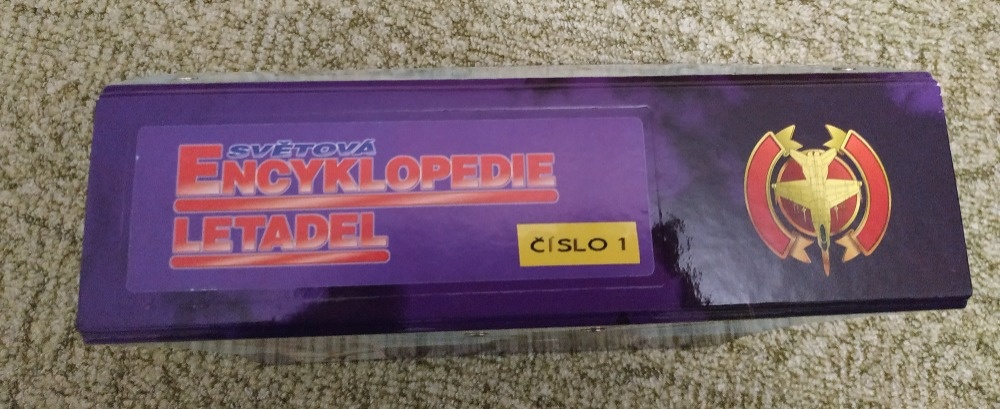 SVĚTOVÁ
ENCYKLOPEDIE
LETADEL
ČÍSLO 1